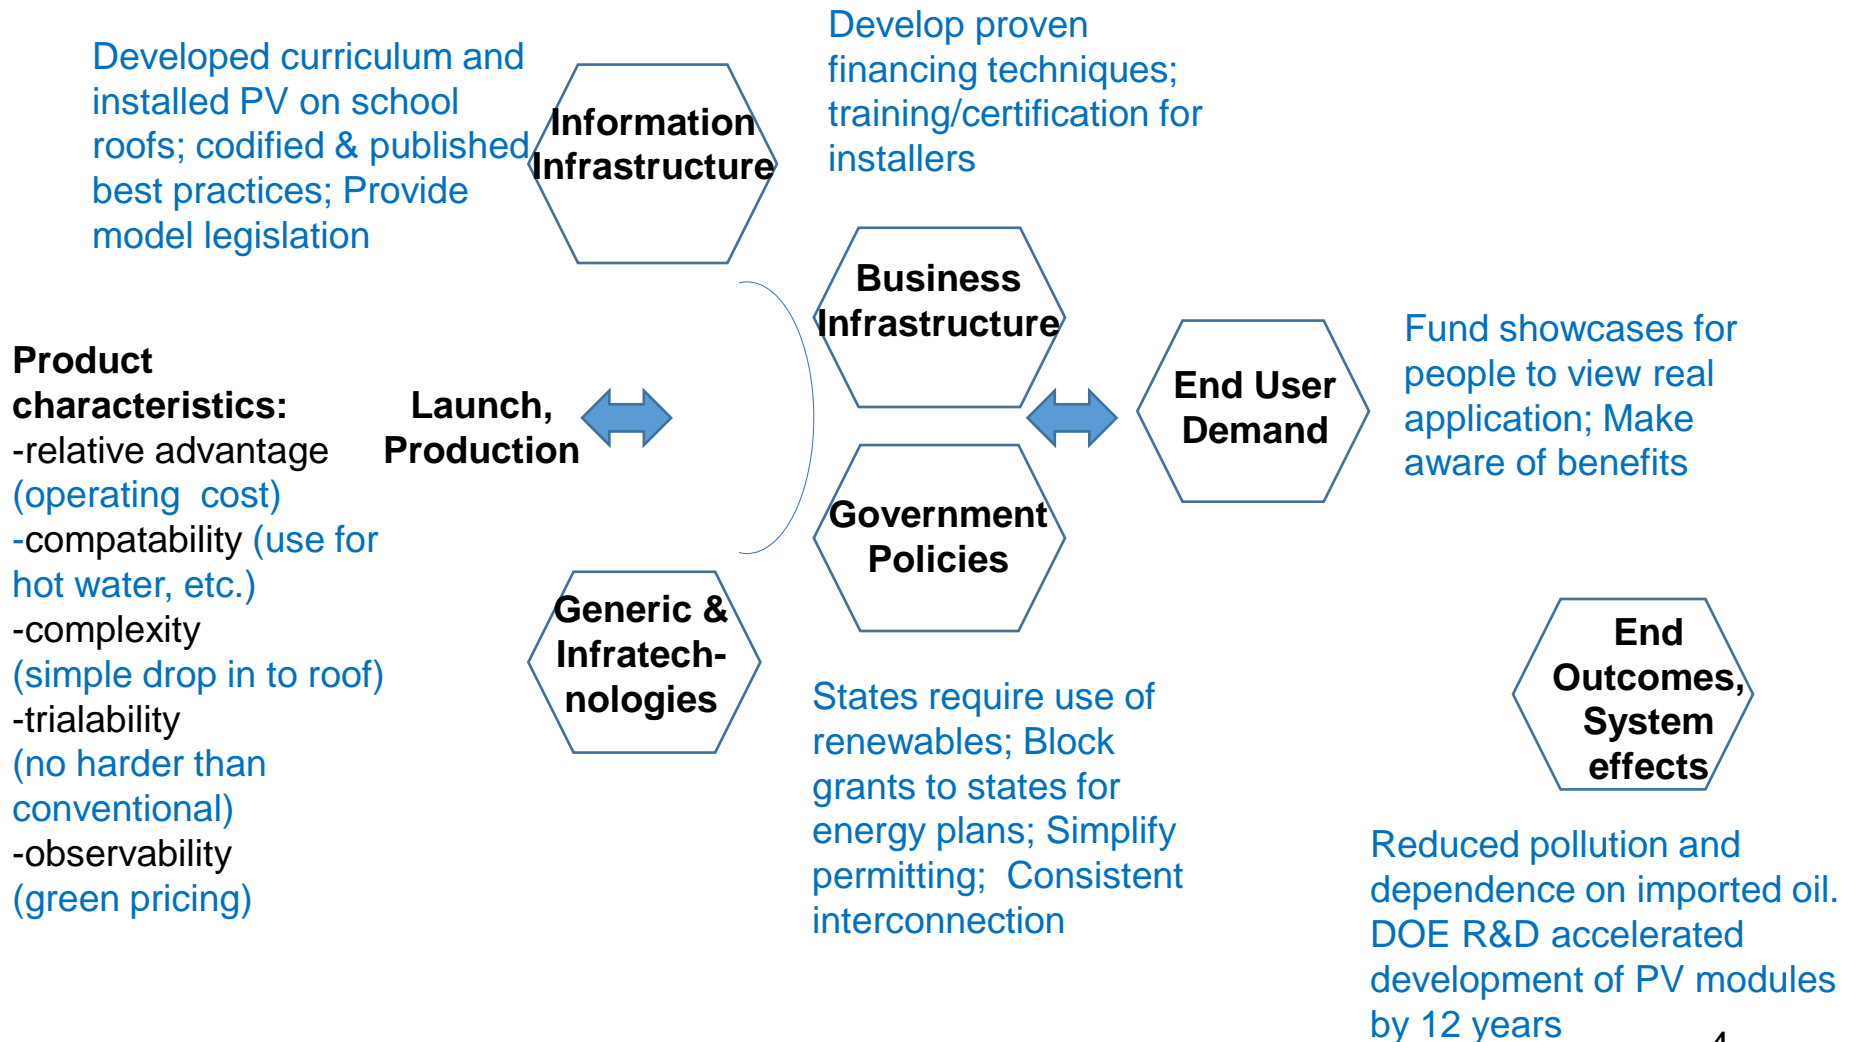 Developed curriculum and
installed PV on school
roofs; codified & published
best practices; Provide
model legislation
Information
Infrastructure
Develop proven
financing techniques;
training/certification for
installers
Business
Infrastructure
Product
characteristics:
-relative advantage
(operating  cost)
-compatability (use for
hot water, etc.)
-complexity
(simple drop in to roof)
-trialability
(no harder than
conventional)
-observability
(green pricing)
Launch,
Production
End User
Demand
Fund showcases for
people to view real
application; Make
aware of benefits
Government
Policies
Generic &
Infratech-
nologies
States require use of
renewables; Block
grants to states for
energy plans; Simplify
permitting;  Consistent
interconnection
End
Outcomes,
System
effects
Reduced pollution and
dependence on imported oil.
DOE R&D accelerated
development of PV modules
by 12 years
4